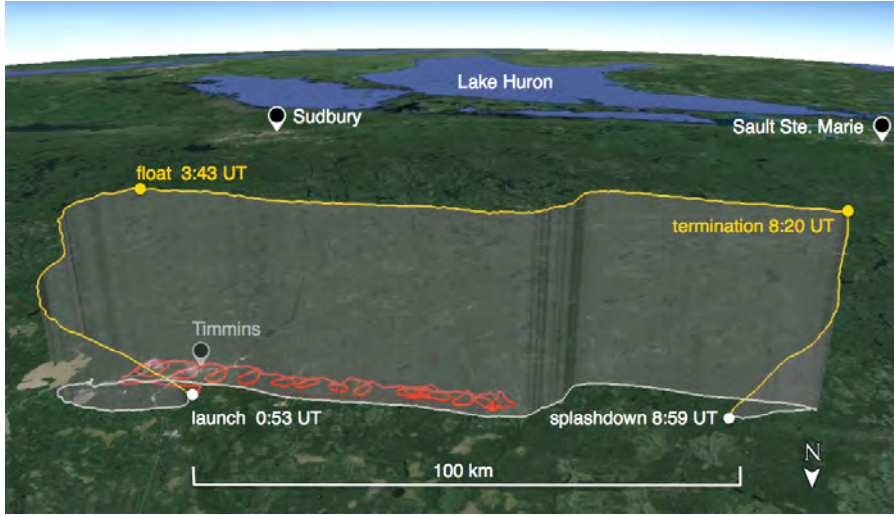 Lake Huron
Sudbury
Sault Ste. Marie
float 3:43 UT
termination 8:20 UT
Timmins
launch 0:53 UT
splashdown 8:59 UT
N
100 km